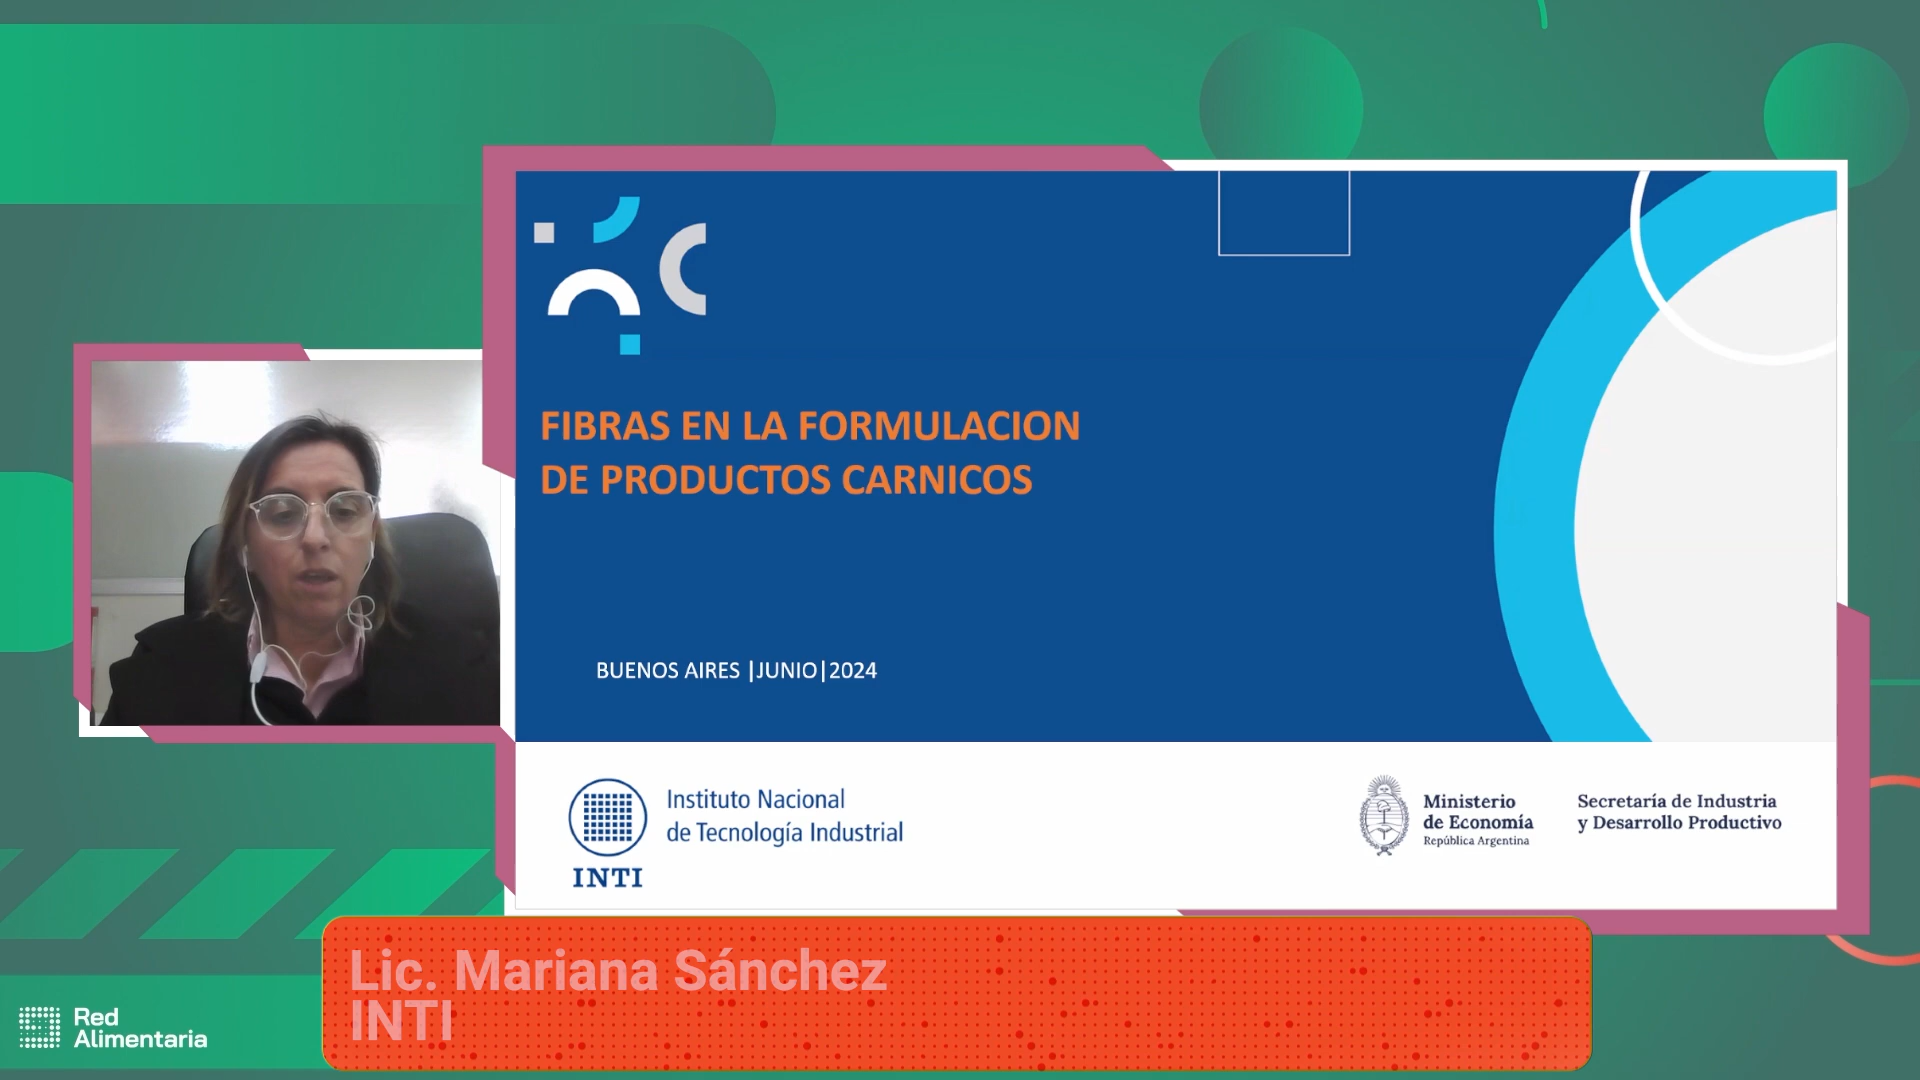 FIBRAS EN LA FORMULACION
DE PRODUCTOS CARNICOS
BUENOS AIRES |JUNIO|2024
Instituto Nacional
de Tecnología Industrial
INTI
Ministerio
de Economía
República Argentina
Secretaría de Industria
y Desarrollo Productivo
Lic. Mariana Sánchez
INTI
Red
Alimentaria